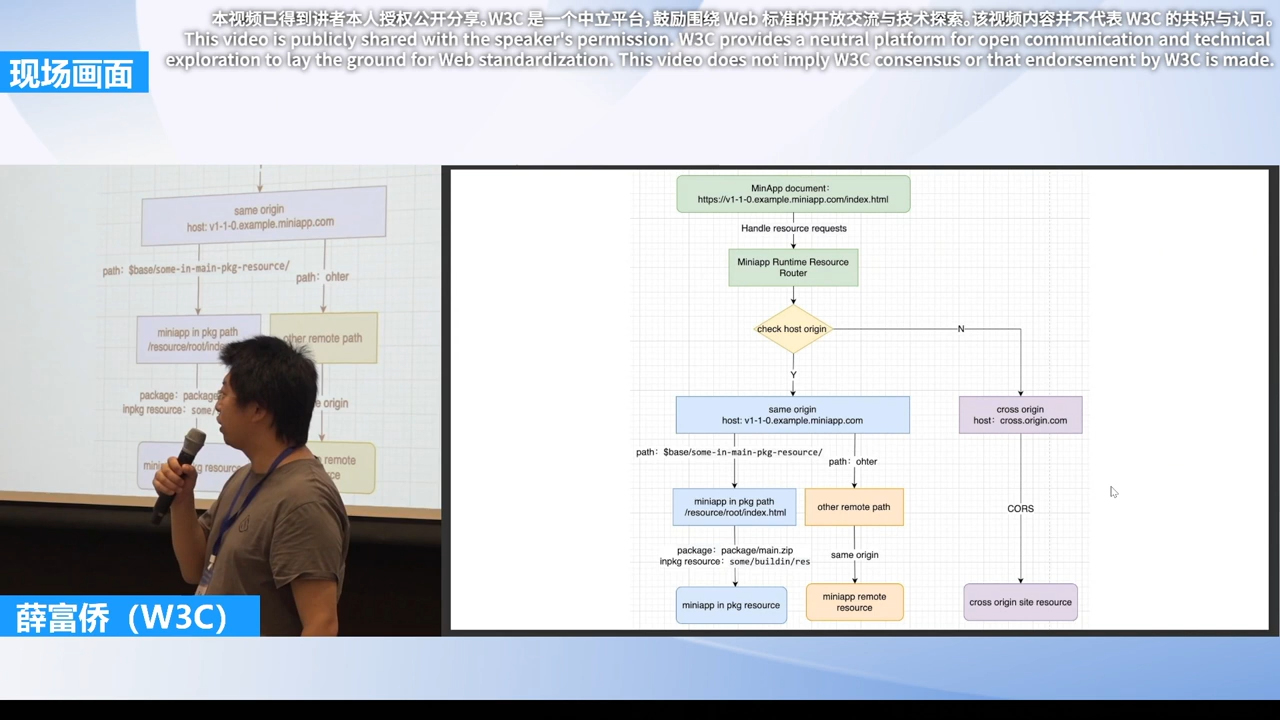 本视频已得到讲者本人授权公开分享。W3C 是一个中立平台，鼓励围绕 Web 标准的开放交流与技术探索。该视频内容并不代表 W3C 的共识与认可。
This video is publicly shared with the speaker's permission. W3C provides a neutral platform for open communication and technical
exploration to lay the ground for Web standardization. This video does not imply W3C consensus or that endorsement by W3C is made.
现场画面
same origin
host: v1-1-0.example.miniapp.com
path: $base/some-in-main-pkg-resource/
path: ohter
miniapp in pkg path
/resource/root/inde
other remote path
package: package
inpkg resource: some/
origin
remote
薛富侨（W3C）
MinApp document:
https://v1-1-0.example.miniapp.com/index.html
Handle resource requests
Miniapp Runtime Resource
Router
check host origin
N
Y
same origin
host: v1-1-0.example.miniapp.com
cross origin
host: cross.origin.com
path: $base/some-in-main-pkg-resource/
path: ohter
miniapp in pkg path
/resource/root/index.html
other remote path
CORS
package: package/main.zip
inpkg resource: some/buildin/res
same origin
miniapp in pkg resource
miniapp remote
resource
cross origin site resource